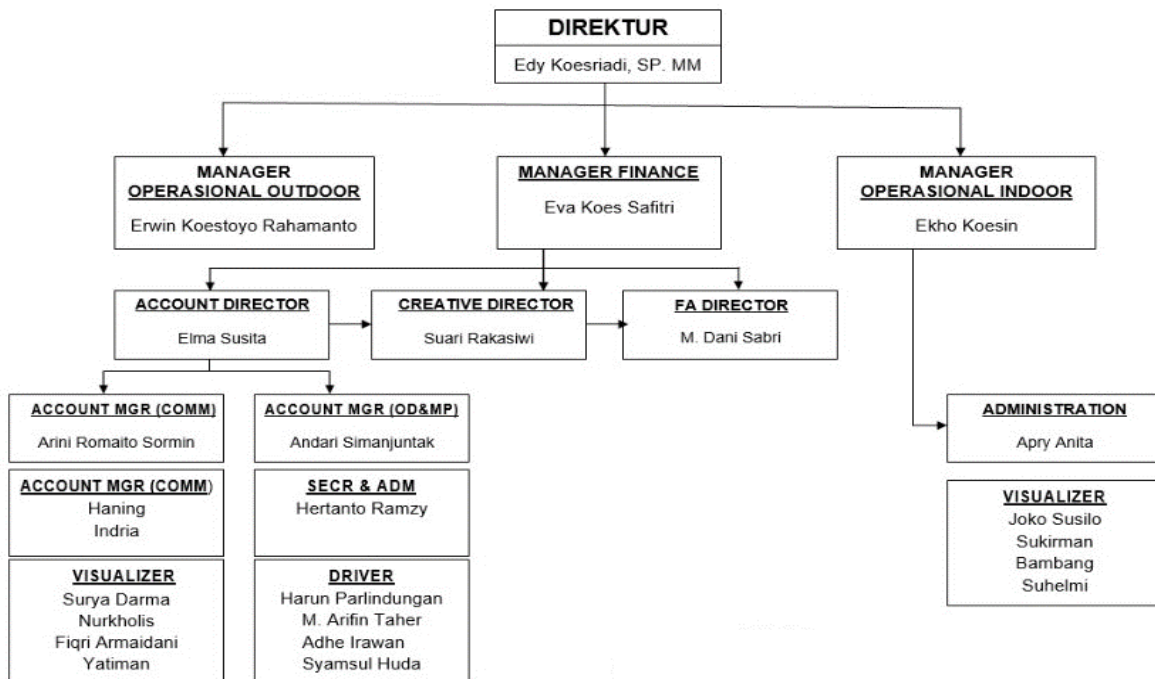 DIREKTUR
Edy Koesriadi, SP. MM
MANAGER
OPERASIONAL OUTDOOR
Erwin Koestoyo Rahamanto
MANAGER FINANCE
Eva Koes Safitri
MANAGER
OPERASIONAL INDOOR
Ekho Koesin
ACCOUNT DIRECTOR
Elma Susita
CREATIVE DIRECTOR
Suari Rakasiwi
FA DIRECTOR
M. Dani Sabri
ACCOUNT MGR (COMM)
Arini Romaito Sormin
ACCOUNT MGR (OD&MP)
Andari Simanjuntak
ADMINISTRATION
Apry Anita
ACCOUNT MGR (COMM)
Haning
Indria
SECR & ADM
Hertanto Ramzy
VISUALIZER
Joko Susilo
Sukirman
Bambang
Suhelmi
VISUALIZER
Surya Darma
Nurkholis
Fiqri Armaidani
Yatiman
DRIVER
Harun Parlindungan
M. Arifin Taher
Adhe Irawan
Syamsul Huda